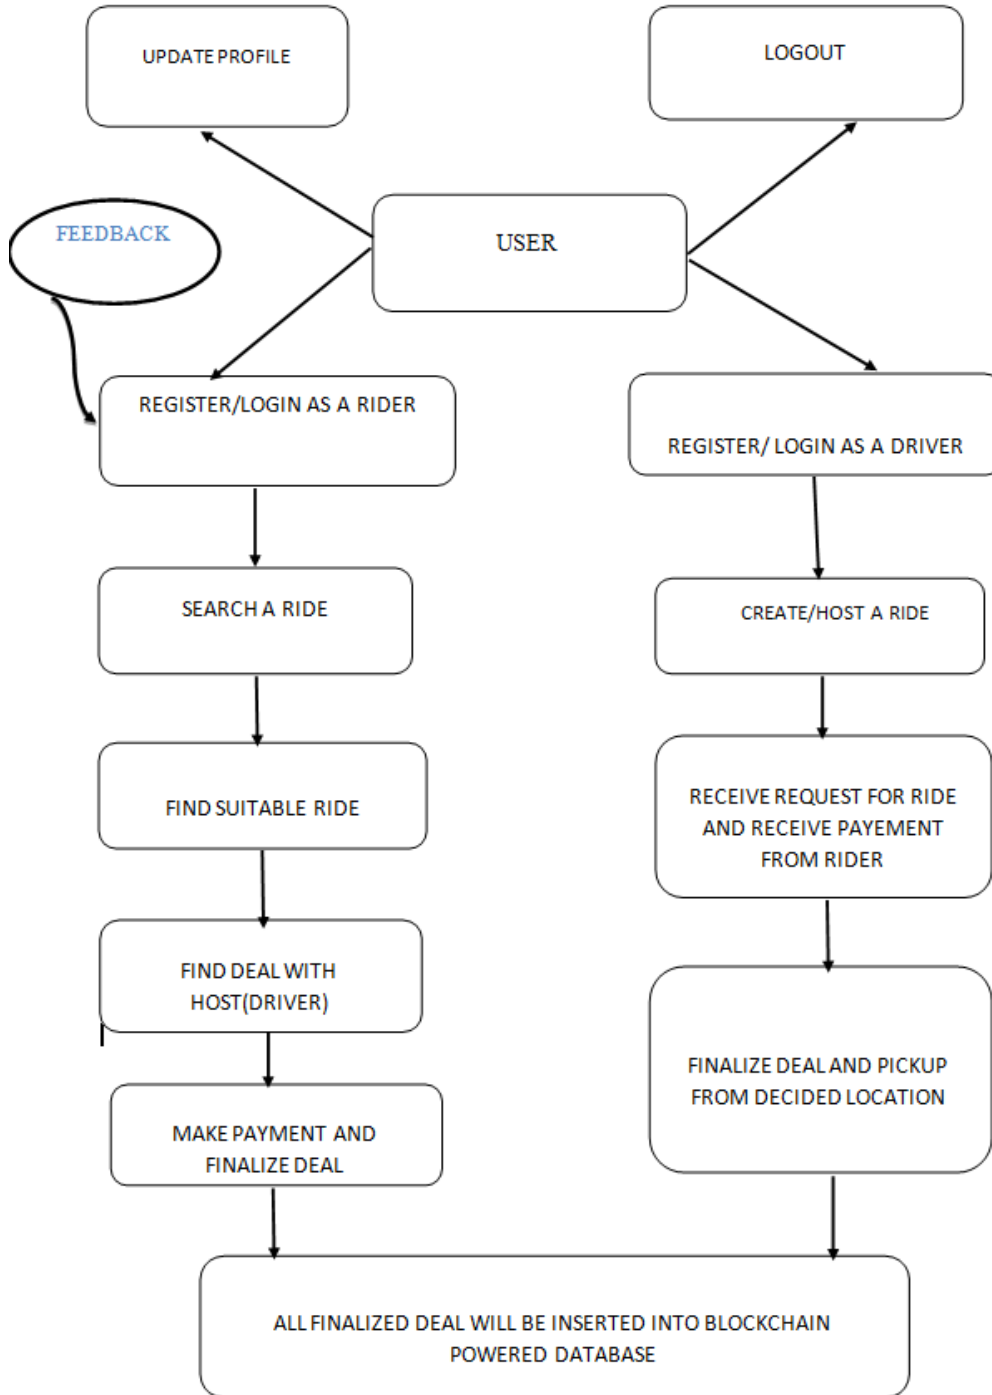 UPDATE PROFILE
LOGOUT
FEEDBACK
USER
REGISTER/LOGIN AS A RIDER
REGISTER/ LOGIN AS A DRIVER
SEARCH A RIDE
CREATE/HOST A RIDE
FIND SUITABLE RIDE
RECEIVE REQUEST FOR RIDE
AND RECEIVE PAYEMENT
FROM RIDER
FIND DEAL WITH
HOST(DRIVER)
FINALIZE DEAL AND PICKUP
FROM DECIDED LOCATION
MAKE PAYMENT AND
FINALIZE DEAL
ALL FINALIZED DEAL WILL BE INSERTED INTO BLOCKCHAIN
POWERED DATABASE